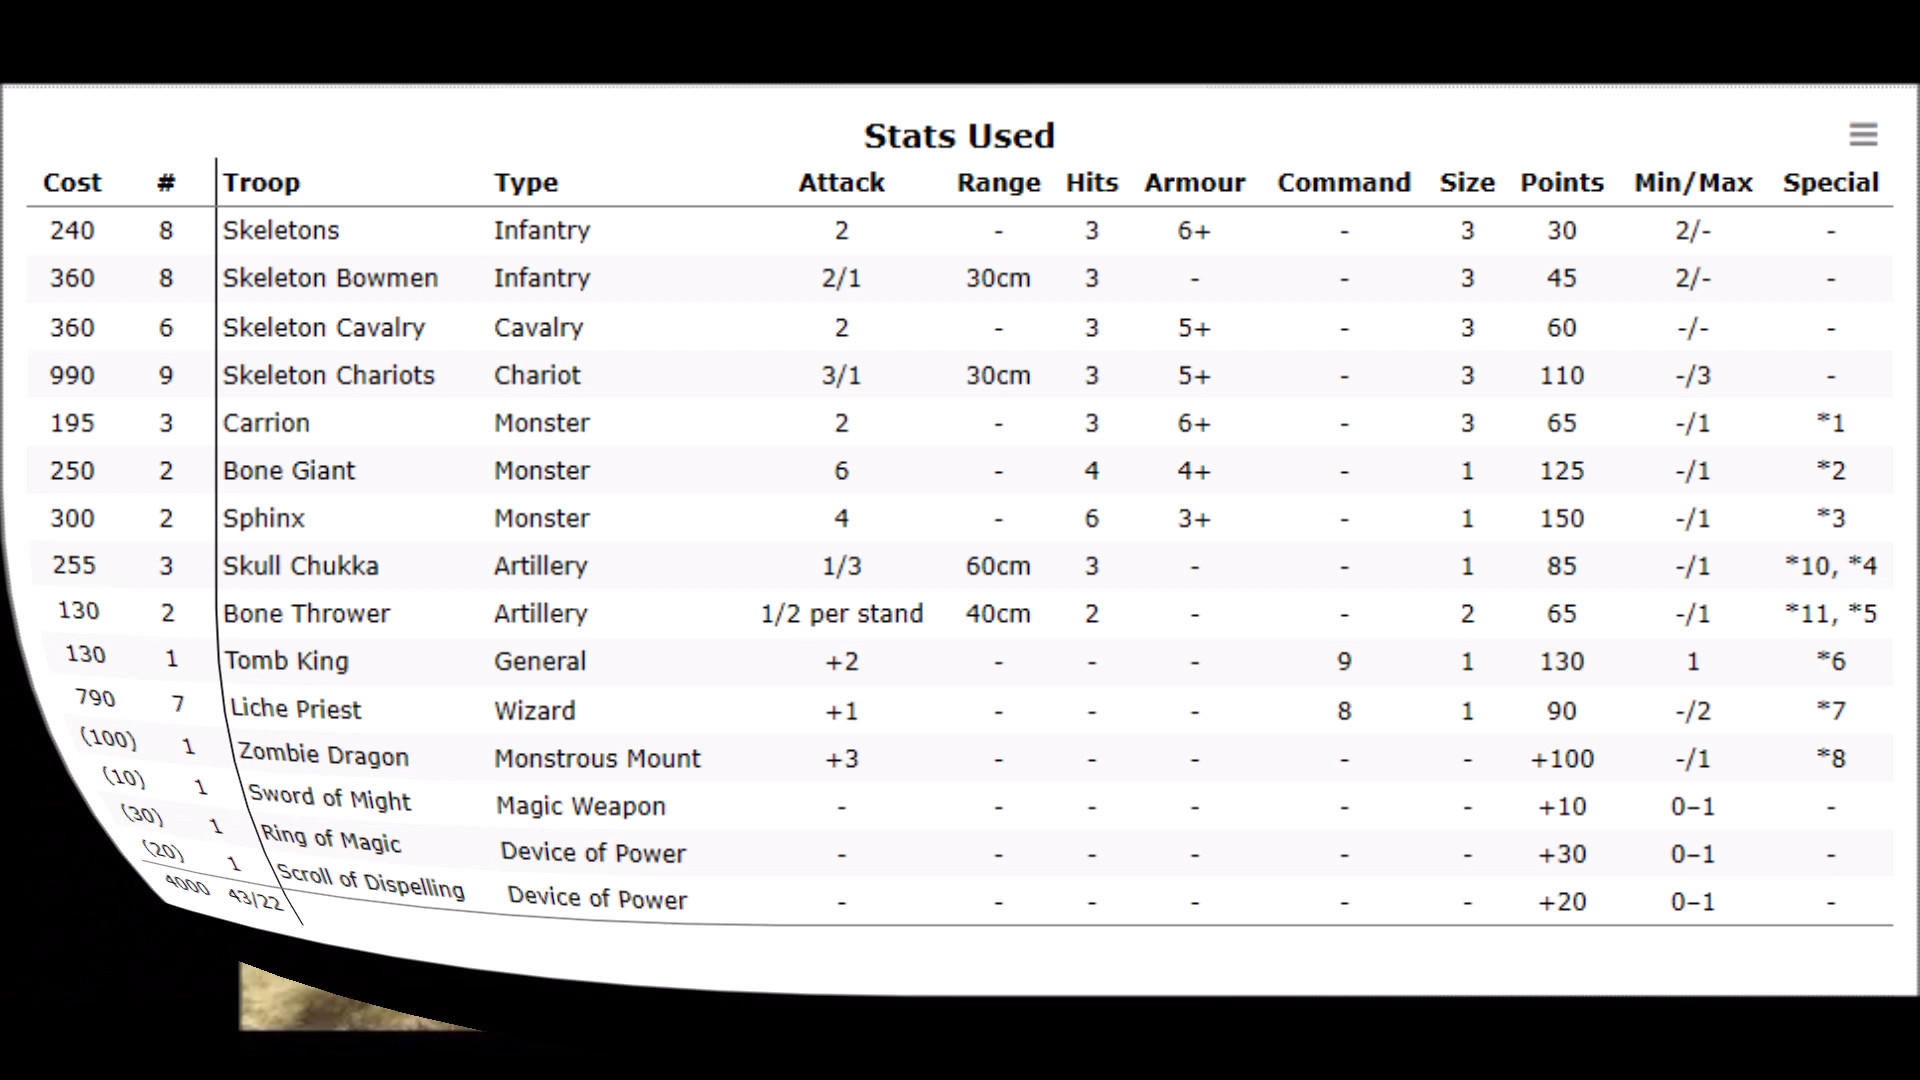 Stats Used
Cost # Troop Type Attack Range Hits Armour Command Size Points Min/Max Special
240 8 Skeletons Infantry 2 - 3 6+ - 3 30 2/- -
360 8 Skeleton Bowmen Infantry 2/1 30cm 3 - - 3 45 2/- -
360 6 Skeleton Cavalry Cavalry 2 - 3 5+ - 3 60 -/- -
990 9 Skeleton Chariots Chariot 3/1 30cm 3 5+ - 3 110 -/3 -
195 3 Carrion Monster 2 - 3 6+ - 3 65 -/1 *1
250 2 Bone Giant Monster 6 - 4 4+ - 1 125 -/1 *2
300 2 Sphinx Monster 4 - 6 3+ - 1 150 -/1 *3
255 3 Skull Chukka Artillery 1/3 60cm 3 - - 1 85 -/1 *10, *4
130 2 Bone Thrower Artillery 1/2 per stand 40cm 2 - - 2 65 -/1 *11, *5
130 1 Tomb King General +2 - - - 9 1 130 1 *6
790 7 Liche Priest Wizard +1 - - - 8 1 90 -/2 *7
(100) 1 Zombie Dragon Monstrous Mount +3 - - - - - +100 -/1 *8
(10) 1 Sword of Might Magic Weapon - - - - - - +10 0–1 -
(30) 1 Ring of Magic Device of Power - - - - - - +30 0–1 -
(20) 1 Scroll of Dispelling Device of Power - - - - - - +20 0–1 -
4000 43/22